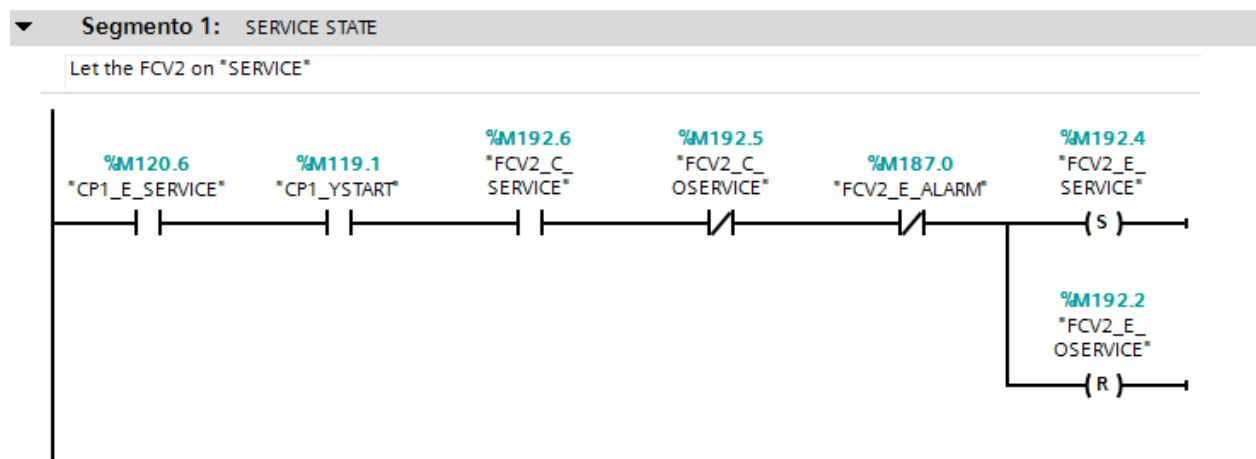 Segmento 1: SERVICE STATE
Let the FCV2 on "SERVICE"
%M120.6
"CP1_E_SERVICE"
%M119.1
"CP1_YSTART"
%M192.6
"FCV2_C_
SERVICE"
%M192.5
"FCV2_C_
OSERVICE"
%M187.0
"FCV2_E_ALARM"
%M192.4
"FCV2_E_
SERVICE"
S
%M192.2
"FCV2_E_
OSERVICE"
R